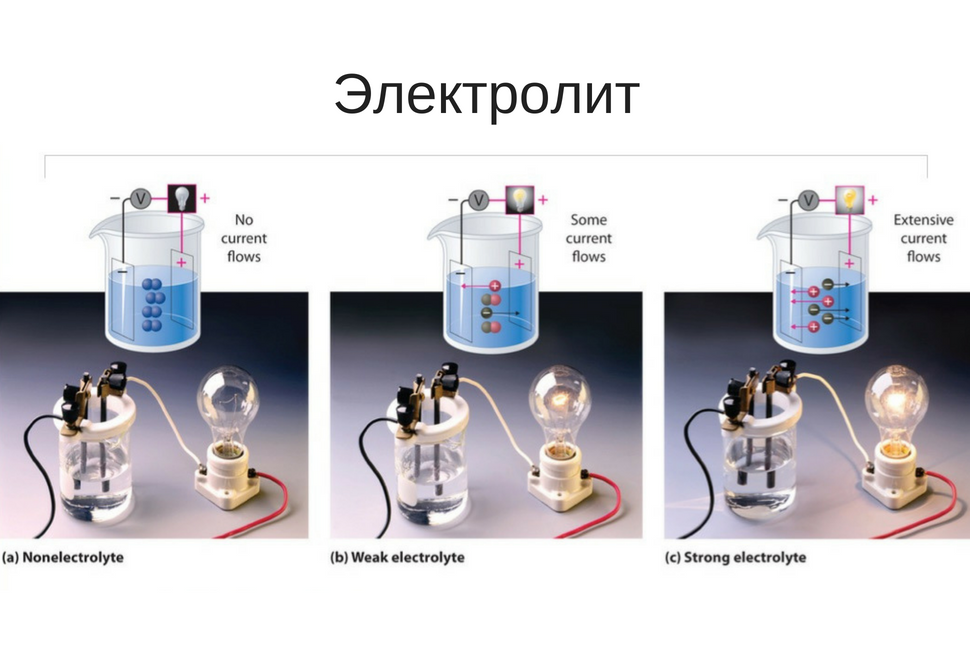 Электролит
− V +
No
current
flows
− +
− V +
Some
current
flows
− +
+
−
− V +
Extensive
current
flows
− +
−
+
+
−
−
+
(a) Nonelectrolyte
(b) Weak electrolyte
(c) Strong electrolyte